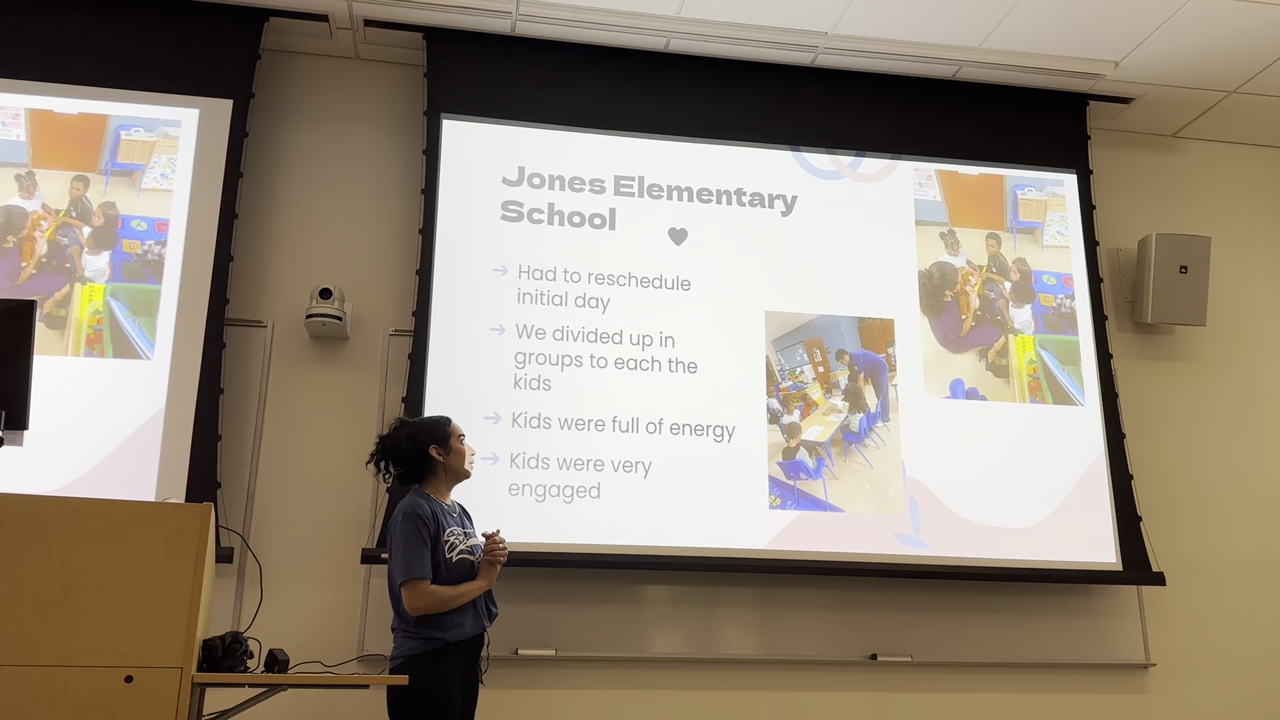 Jones Elementary
School
Had to reschedule
initial day
We divided up in
groups to each the
kids
Kids were full of energy
Kids were very
engaged